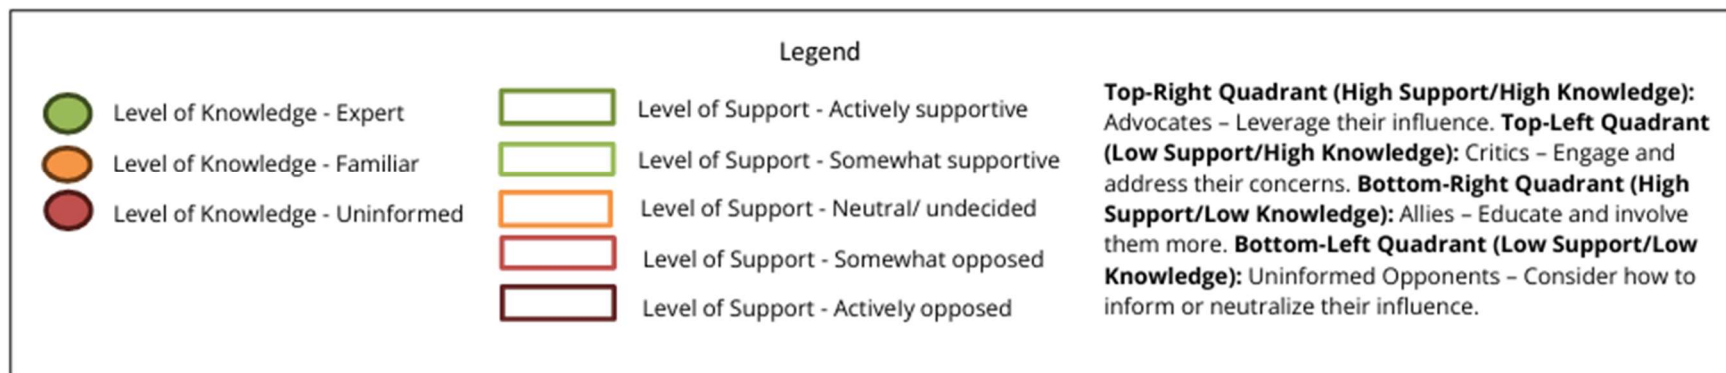 Legend
Level of Knowledge - Expert
Level of Knowledge - Familiar
Level of Knowledge - Uninformed
Level of Support - Actively supportive
Level of Support - Somewhat supportive
Level of Support - Neutral/ undecided
Level of Support - Somewhat opposed
Level of Support - Actively opposed
Top-Right Quadrant (High Support/High Knowledge):
Advocates – Leverage their influence. Top-Left Quadrant
(Low Support/High Knowledge): Critics – Engage and
address their concerns. Bottom-Right Quadrant (High
Support/Low Knowledge): Allies – Educate and involve
them more. Bottom-Left Quadrant (Low Support/Low
Knowledge): Uninformed Opponents – Consider how to
inform or neutralize their influence.